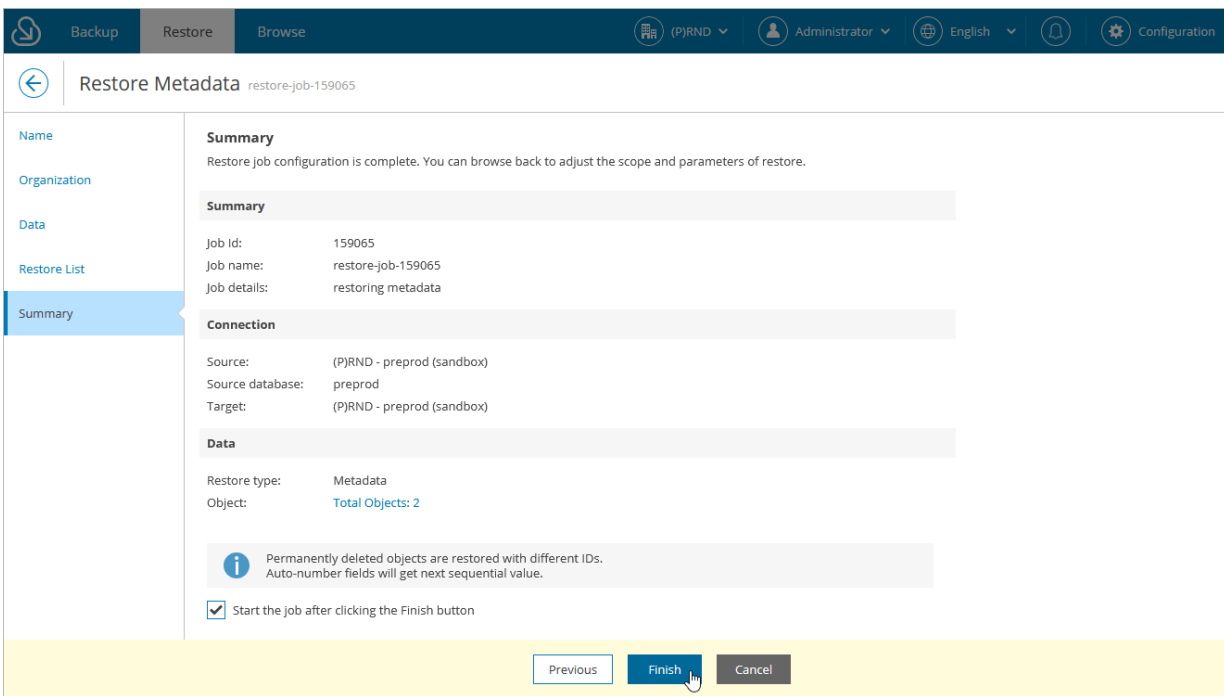 Backup Restore Browse (P)RND Administrator English Configuration
Restore Metadata restore-job-159065
Name
Organization
Data
Restore List
Summary
Summary
Restore job configuration is complete. You can browse back to adjust the scope and parameters of restore.
Summary
Job Id: 159065
Job name: restore-job-159065
Job details: restoring metadata
Connection
Source: (P)RND - preprod (sandbox)
Source database: preprod
Target: (P)RND - preprod (sandbox)
Data
Restore type: Metadata
Object: Total Objects: 2
Permanently deleted objects are restored with different IDs.
Auto-number fields will get next sequential value.
Start the job after clicking the Finish button
Previous Finish Cancel